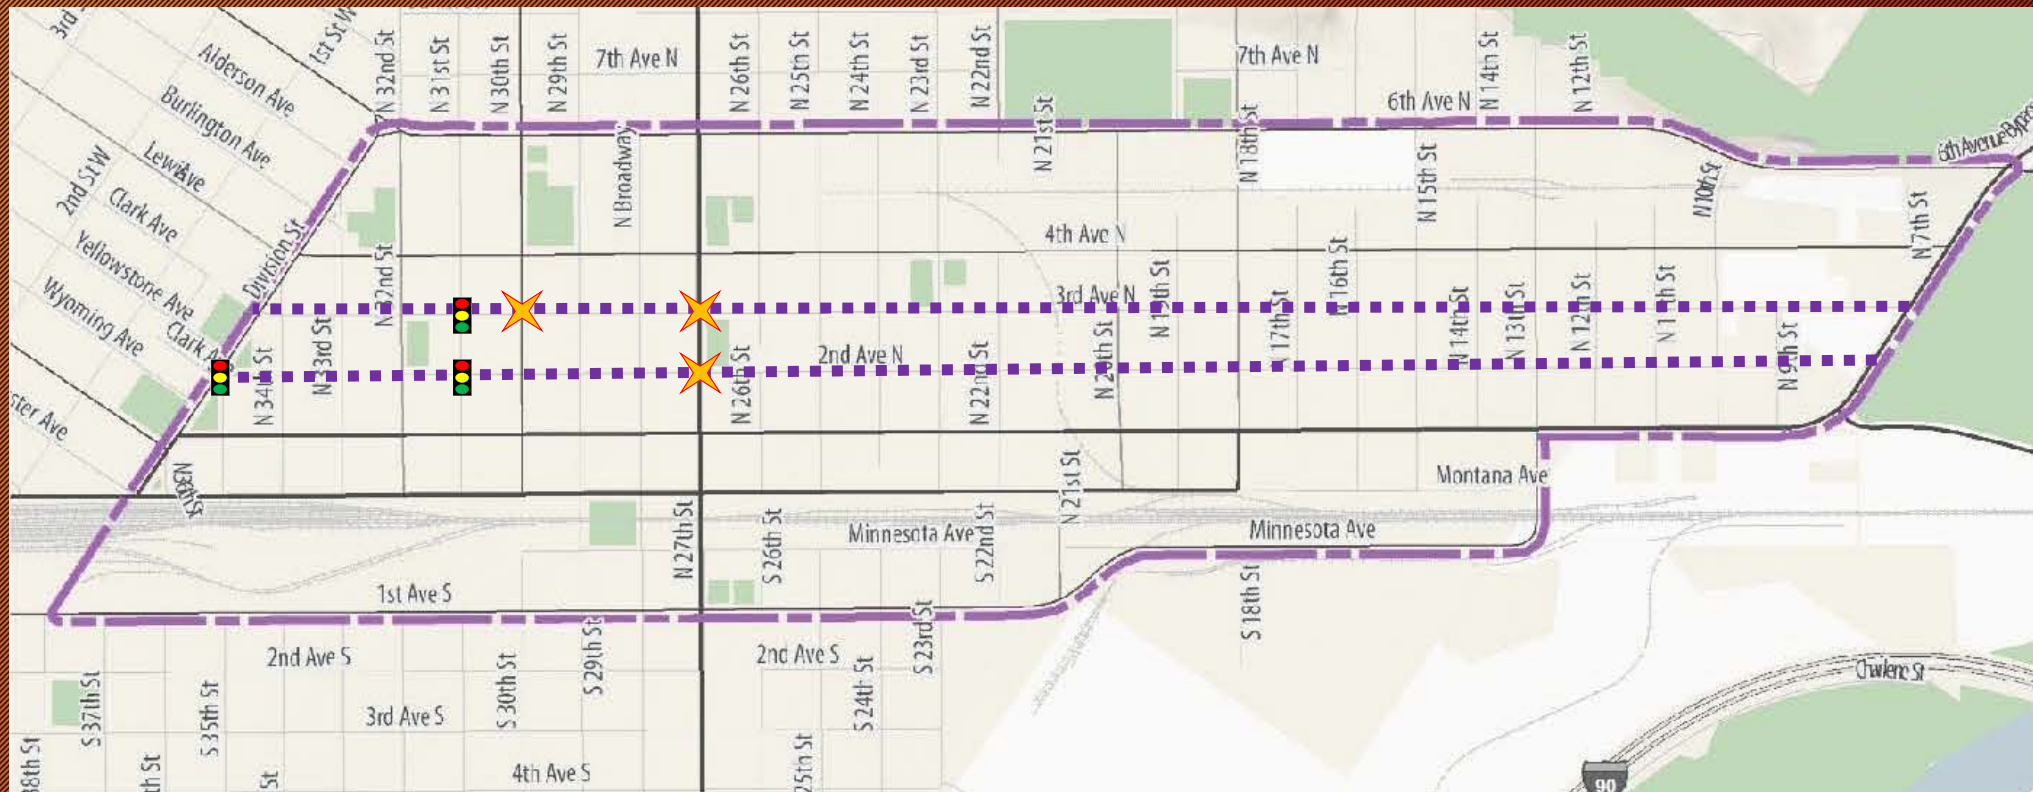 3rd
1st St W
N 32nd St
N 31st St
N 30th St
N 29th St
7th Ave N
N 26th St
N 25th St
N 24th St
N 23rd St
N 22nd St
7th Ave N
N 14th St
N 12th St
Alderson Ave
Burlington Ave
6th Ave N
N 21st St
N 18th St
N Broadway
Lewis Ave
2nd St W
Clark Ave
N 15th St
N 10th St
6th Avenue Bypa
Division St
4th Ave N
N 7th St
Yellowstone Ave
N 32nd St
Wyoming Ave
3rd Ave N
N 19th St
N 16th St
N 17th St
N 14th St
N 13th St
N 12th St
N 11th St
Clark A
N 34th St
N 33rd St
N 26th St
2nd Ave N
N 22nd St
N 20th St
N 9th St
ster Ave
N 21st St
Montana Ave
N 27th St
S 26th St
Minnesota Ave
S 22nd St
Minnesota Ave
1st Ave S
S 18th St
S 23rd St
2nd Ave S
S 29th St
2nd Ave S
S 37th St
S 35th St
S 30th St
S 24th St
3rd Ave S
Charlene St
38th St
th St
St
4th Ave S
25th St
90